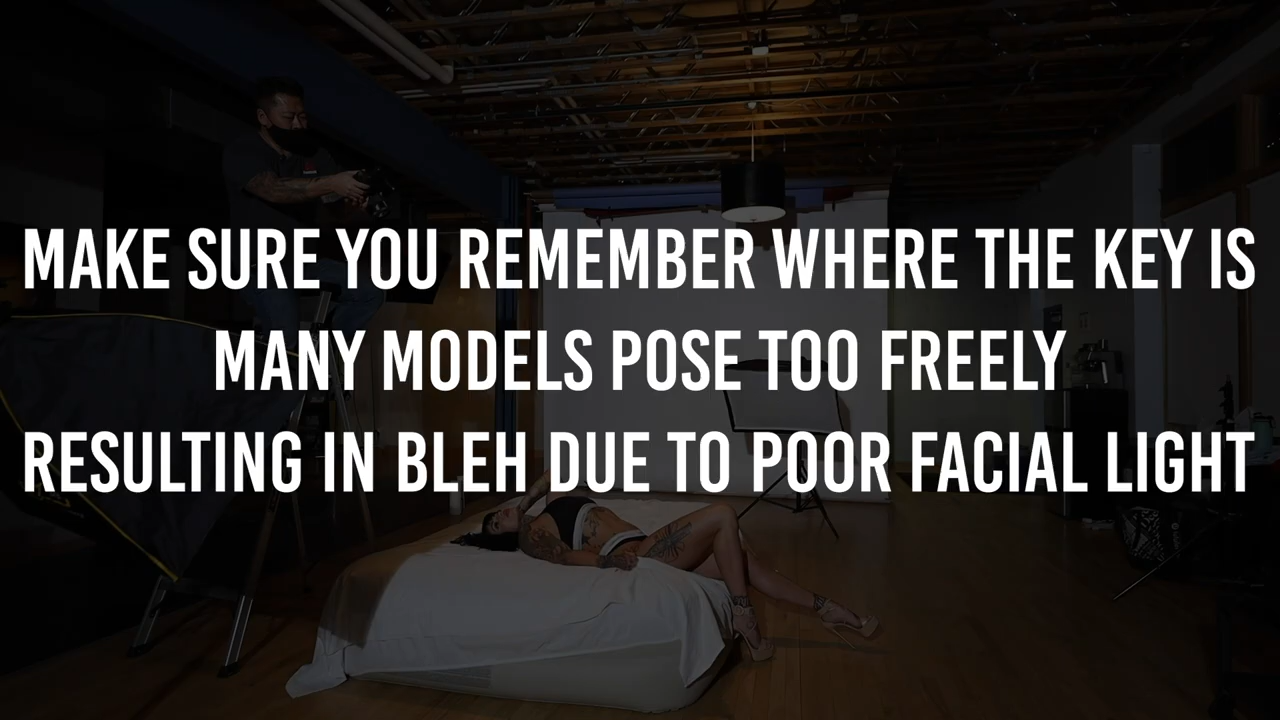 MAKE SURE YOU REMEMBER WHERE THE KEY IS
MANY MODELS POSE TOO FREELY
RESULTING IN BLEH DUE TO POOR FACIAL LIGHT